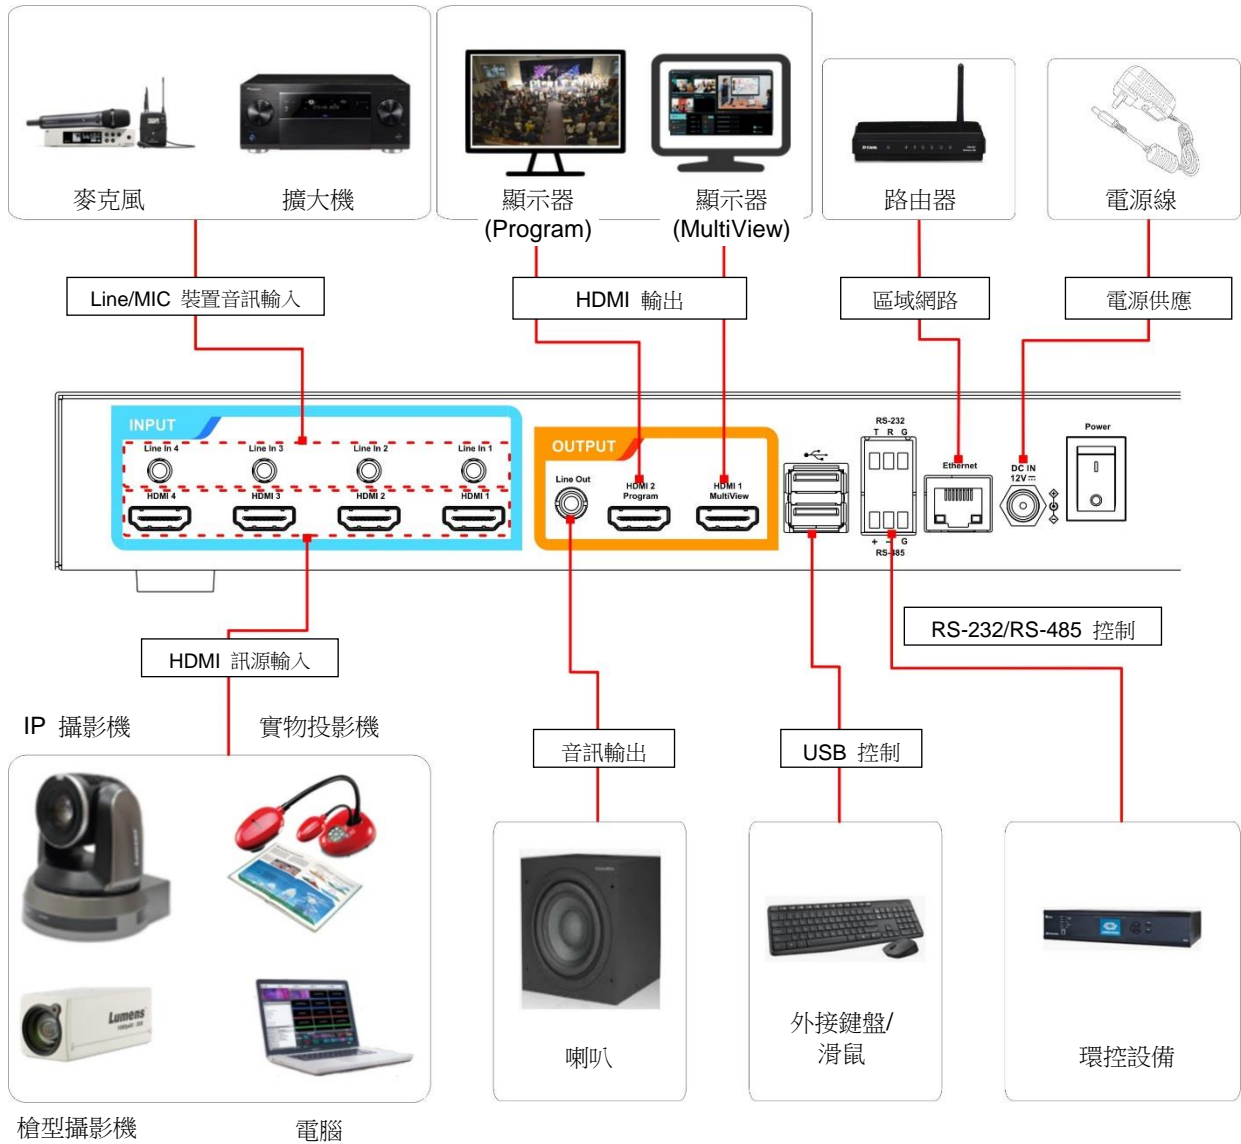 麥克風
擴大機
顯示器
(Program)
顯示器
(MultiView)
路由器
電源線
Line/MIC 裝置音訊輸入
HDMI 輸出
區域網路
電源供應
INPUT
Line In 4
Line In 3
Line In 2
Line In 1
HDMI 4
HDMI 3
HDMI 2
HDMI 1
OUTPUT
Line Out
HDMI 2
Program
HDMI 1
MultiView
RS-232
T R G
+ − G
RS-485
Ethernet
DC IN
12V
Power
HDMI 訊源輸入
RS-232/RS-485 控制
音訊輸出
USB 控制
IP 攝影機
實物投影機
Lumens
槍型攝影機
電腦
喇叭
外接鍵盤/
滑鼠
環控設備